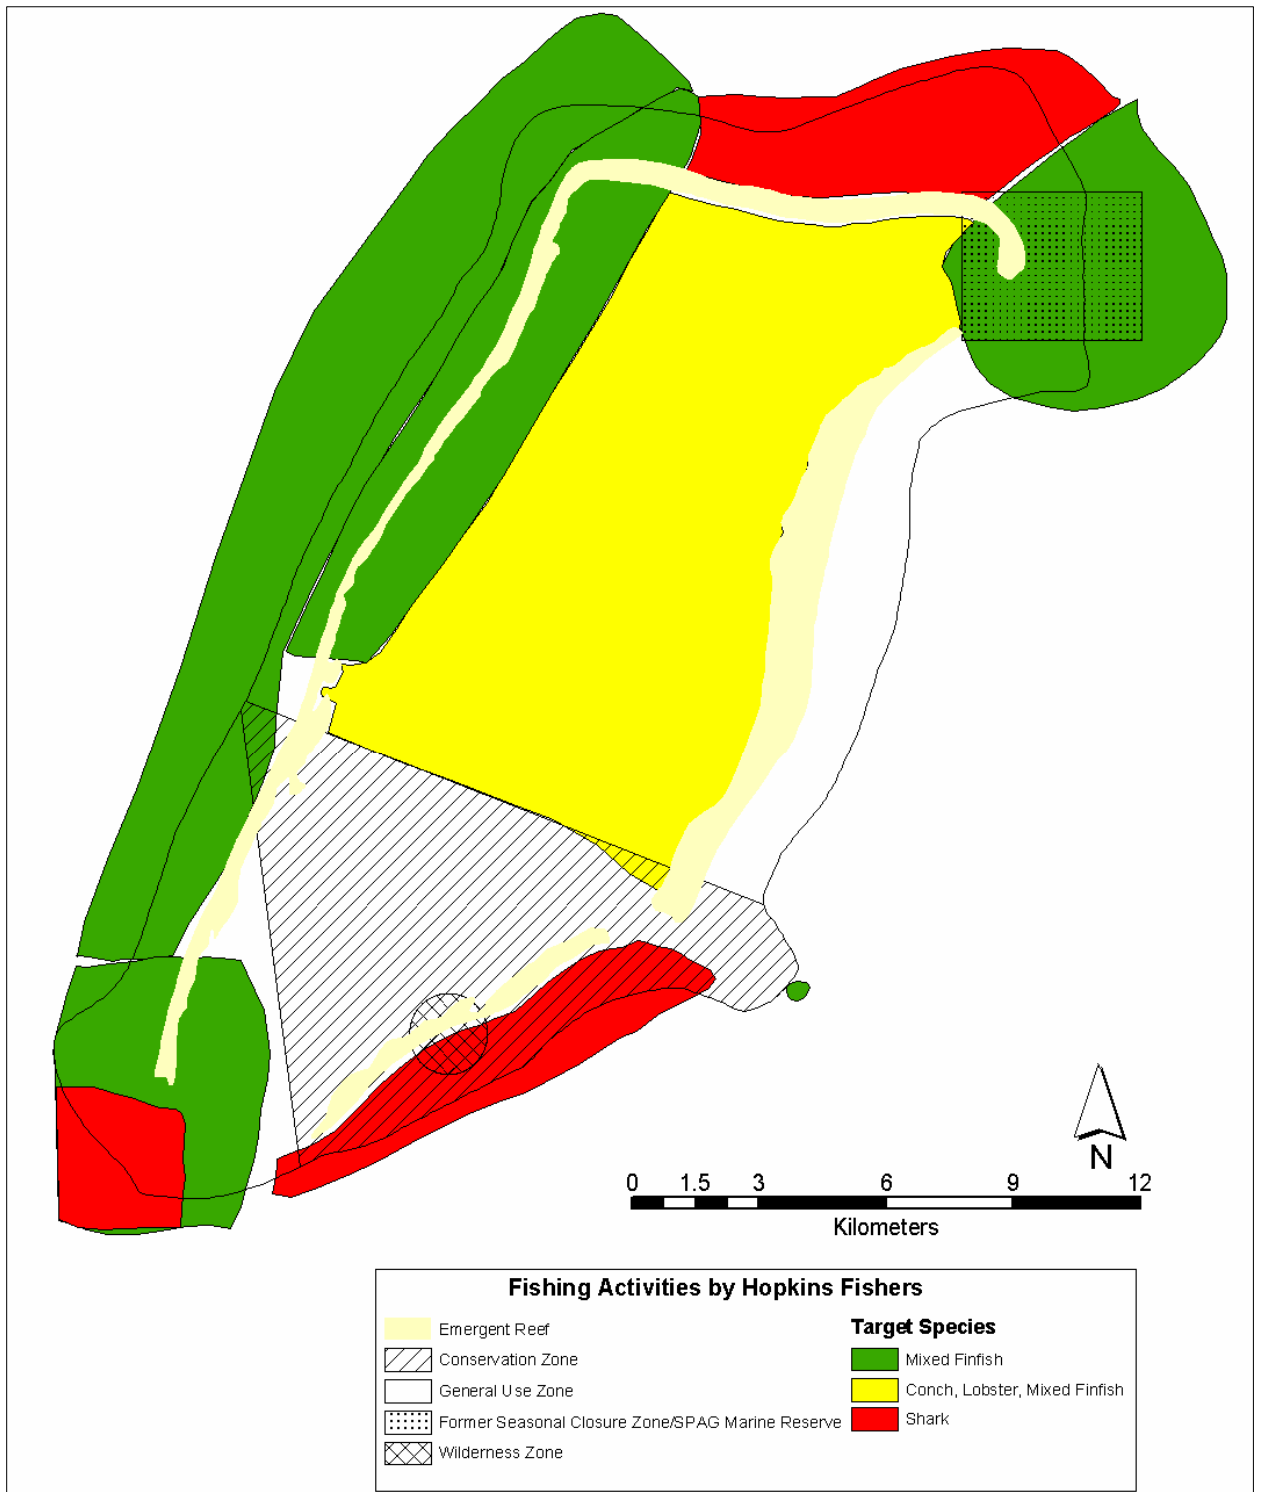 N
0 1.5 3 6 9 12
Kilometers
Fishing Activities by Hopkins Fishers
Emergent Reef
Conservation Zone
General Use Zone
Former Seasonal Closure Zone/SPAG Marine Reserve
Wilderness Zone
Target Species
Mixed Finfish
Conch, Lobster, Mixed Finfish
Shark